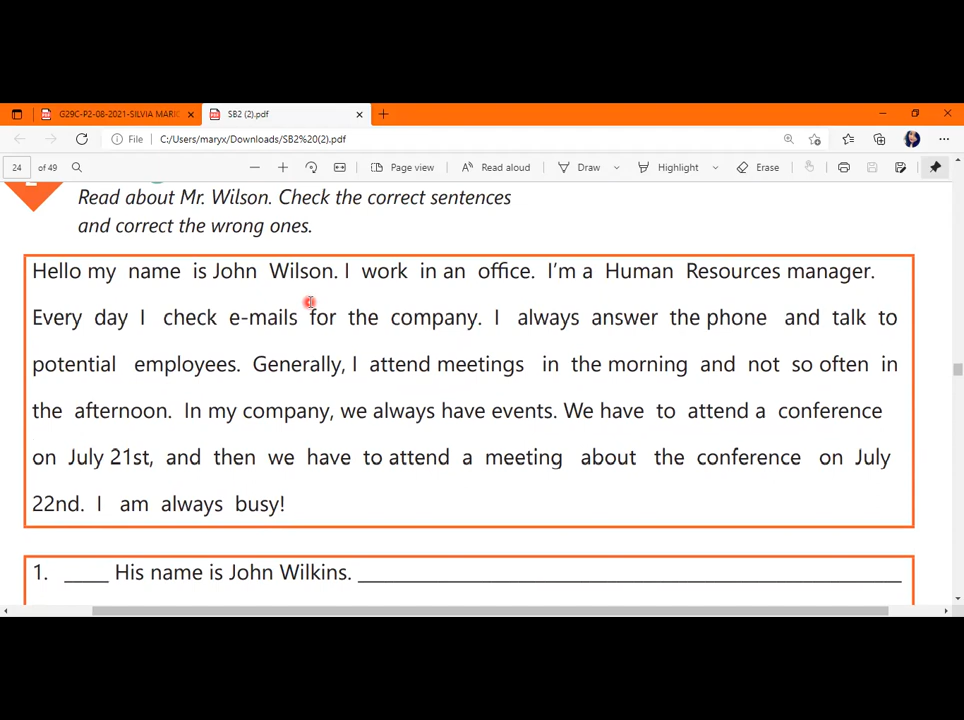 G29C-P2-08-2021-SILVIA MARI
SB2 (2).pdf
File C:/Users/maryx/Downloads/SB2%20(2).pdf
24 of 49 Page view Read aloud Draw Highlight Erase
Read about Mr. Wilson. Check the correct sentences
and correct the wrong ones.
Hello my name is John Wilson. I work in an office. I'm a Human Resources manager.
Every day I check e-mails for the company. I always answer the phone and talk to
potential employees. Generally, I attend meetings in the morning and not so often in
the afternoon. In my company, we always have events. We have to attend a conference
on July 21st, and then we have to attend a meeting about the conference on July
22nd. I am always busy!
1. ____ His name is John Wilkins. ____